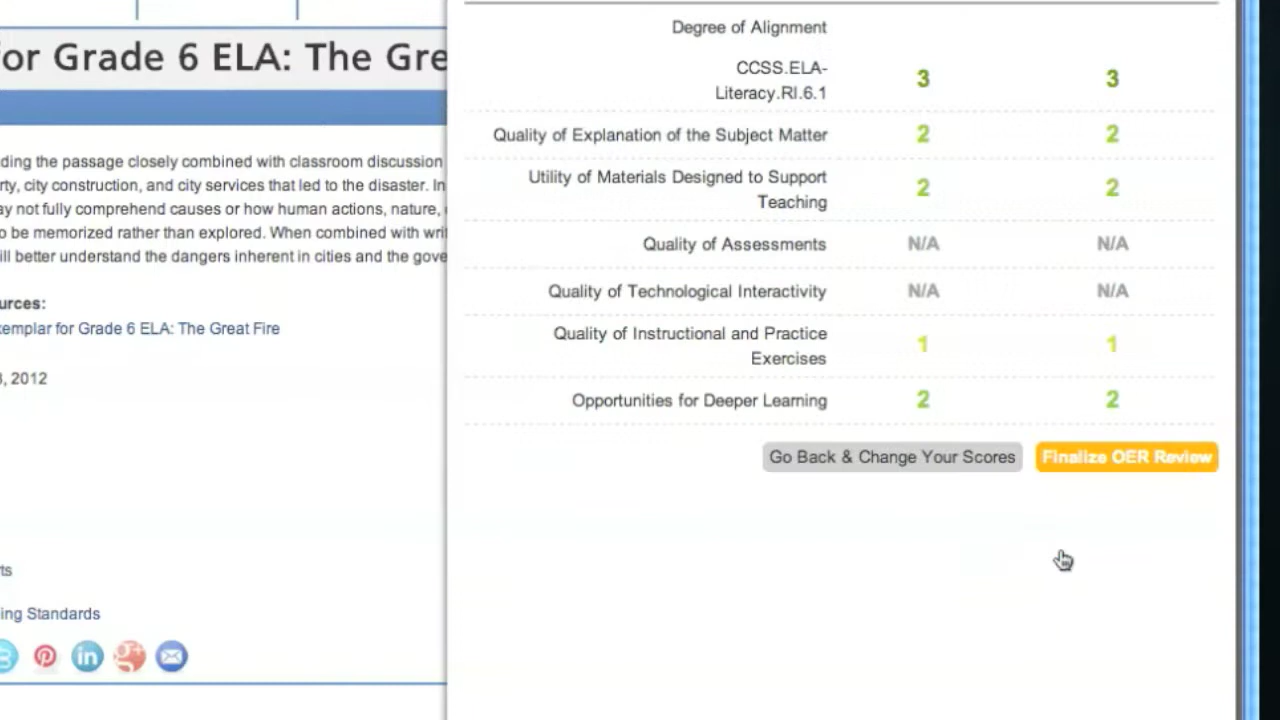 for Grade 6 ELA: The Gre
ding the passage closely combined with classroom discussion
rty, city construction, and city services that led to the disaster. In
ay not fully comprehend causes or how human actions, nature,
o be memorized rather than explored. When combined with writ
ill better understand the dangers inherent in cities and the gove
urces:
xemplar for Grade 6 ELA: The Great Fire
, 2012
ts
ing Standards
Degree of Alignment
CCSS.ELA-
Literacy.RI.6.1 3 3
Quality of Explanation of the Subject Matter 2 2
Utility of Materials Designed to Support
Teaching 2 2
Quality of Assessments N/A N/A
Quality of Technological Interactivity N/A N/A
Quality of Instructional and Practice
Exercises 1 1
Opportunities for Deeper Learning 2 2
Go Back & Change Your Scores Finalize OER Review